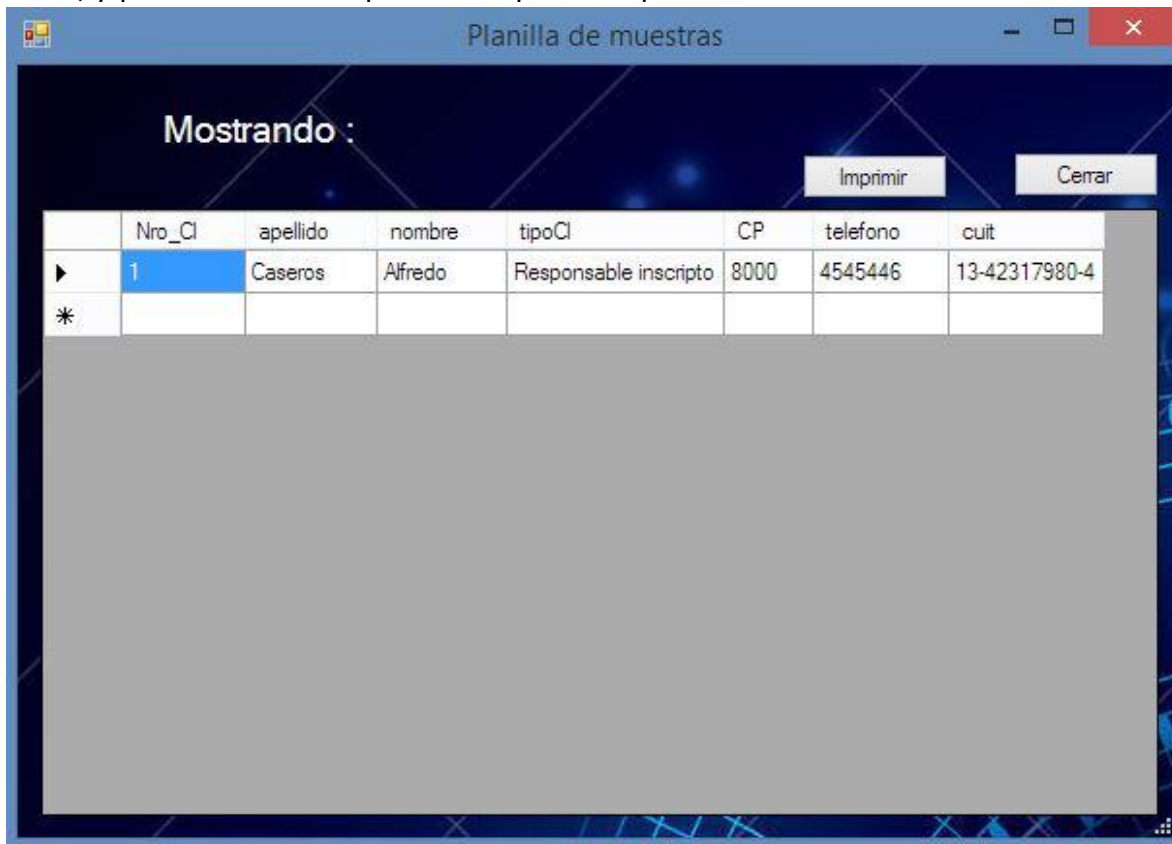 Planilla de muestras
Mostrando :
Imprimir Cerrar
Nro_Cl apellido nombre tipoCl CP telefono cuit
1 Caseros Alfredo Responsable inscripto 8000 4545446 13-42317980-4